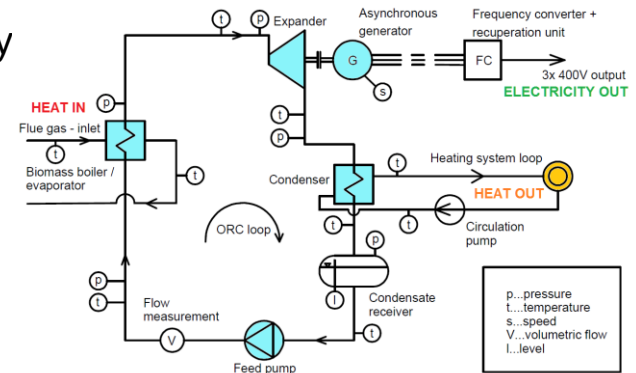 y
t
p
Expander
Asynchronous
generator
Frequency converter +
recuperation unit
G
FC
s
3x 400V output
ELECTRICITY OUT
p
HEAT IN
t
p
Flue gas - inlet
t
t
Biomass boiler /
evaporator
t
Heating system loop
Condenser
HEAT OUT
t
t
Circulation
pump
ORC loop
p
p
t
l
Condensate
receiver
Flow
measurement
V
t
Feed pump
p...pressure
t....temperature
s...speed
V...volumetric flow
l...level